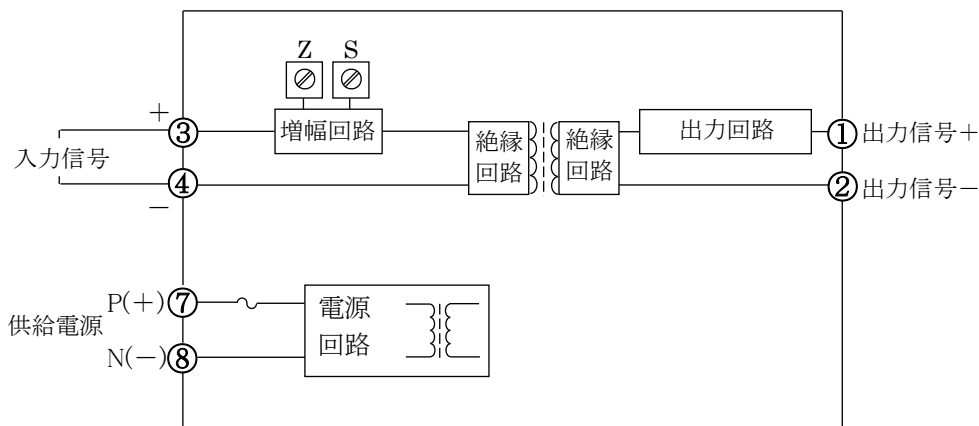 Z S
増幅回路
+
③
入力信号
④
−
絶縁
回路
絶縁
回路
出力回路
① 出力信号+
② 出力信号−
P(+) ⑦
供給電源
N(−) ⑧
電源
回路